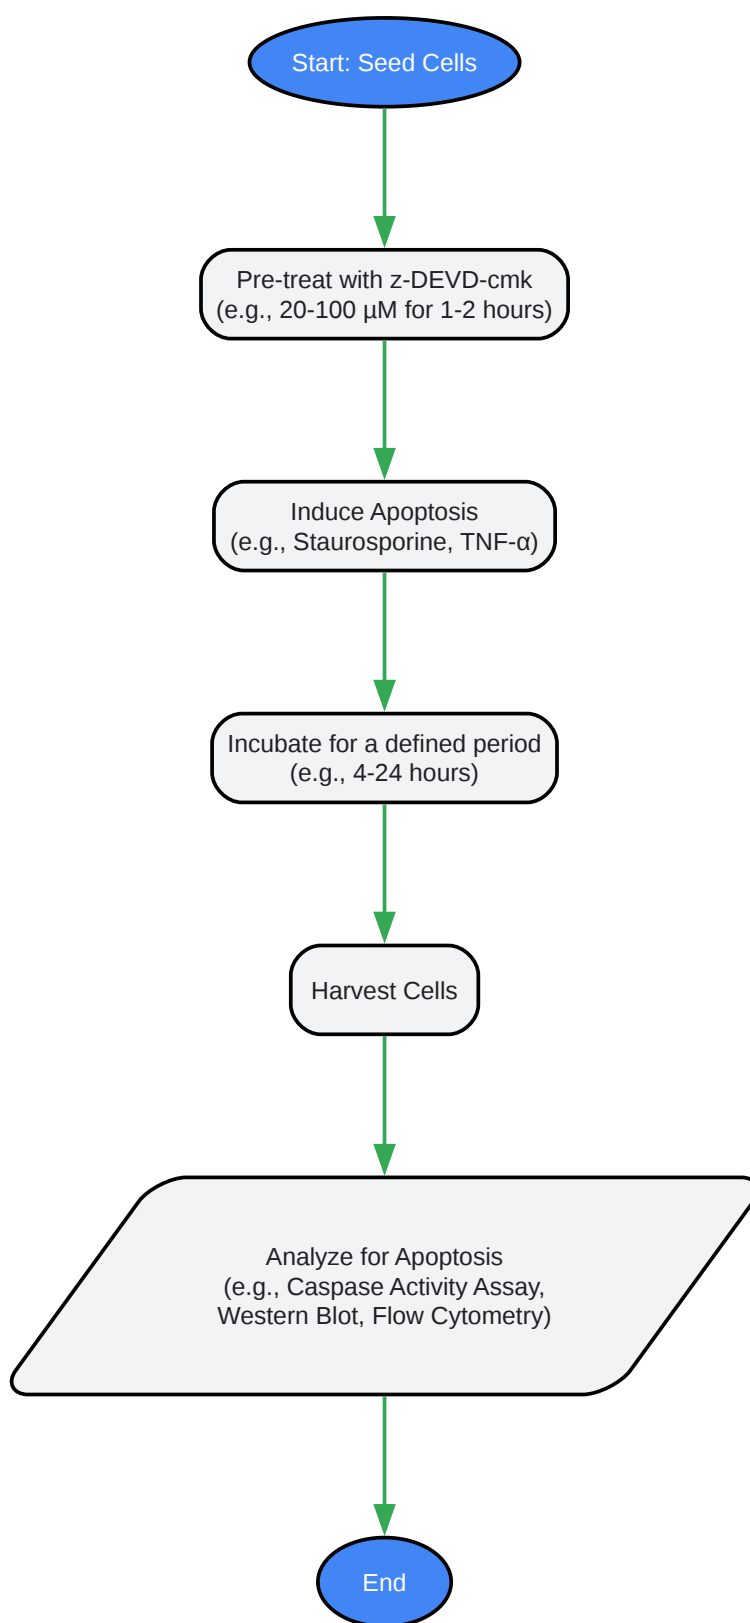 Start: Seed Cells
Pre-treat with z-DEVD-cmk
(e.g., 20-100 µM for 1-2 hours)
Induce Apoptosis
(e.g., Staurosporine, TNF-α)
Incubate for a defined period
(e.g., 4-24 hours)
Harvest Cells
Analyze for Apoptosis
(e.g., Caspase Activity Assay,
Western Blot, Flow Cytometry)
End